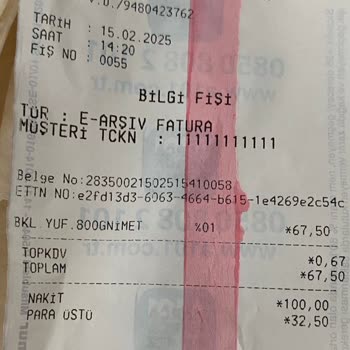 V.D./9480423762
TARİH : 15.02.2025
SAAT : 14:20
FİŞ NO : 0055
BİLGİ FİŞİ
TÜR : E-ARŞİV FATURA
MÜŞTERİ TCKN : 11111111111
Belge No:28350021502515410058
ETTN NO:e2fd13d3-6963-4664-b615-1e4269e2c54c
BKL YUF.800GNİMET %01 *67,50
TOPKDV *0,67
TOPLAM *67,50
NAKİT *100,00
PARA ÜSTÜ *32,50